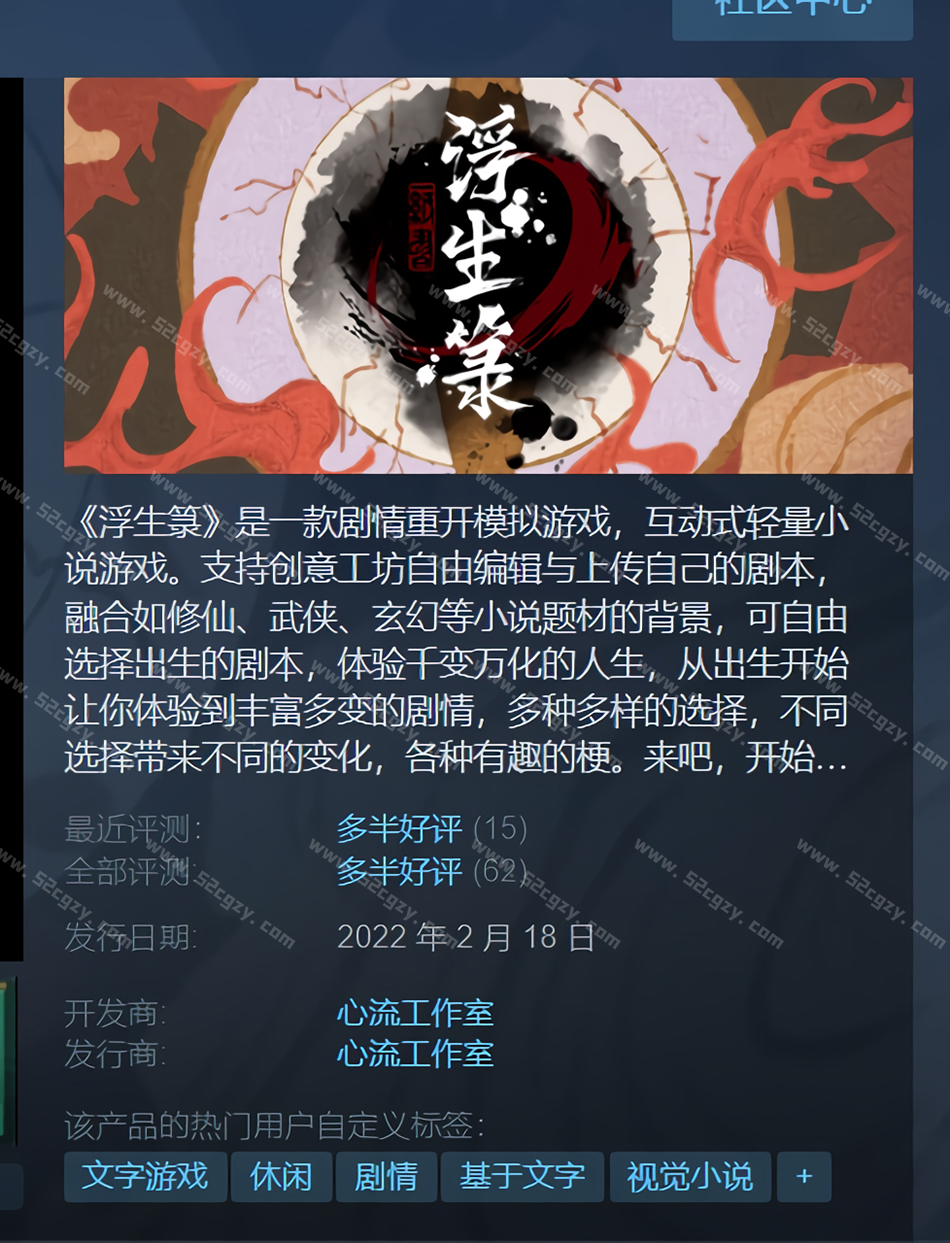 社区中心
浮生箓
《浮生箓》是一款剧情重开模拟游戏，互动式轻量小
说游戏。支持创意工坊自由编辑与上传自己的剧本，
融合如修仙、武侠、玄幻等小说题材的背景，可自由
选择出生的剧本，体验千变万化的人生，从出生开始
让你体验到丰富多变的剧情，多种多样的选择，不同
选择带来不同的变化，各种有趣的梗。来吧，开始...
最近评测： 多半好评 (15)
全部评测: 多半好评 (62)
发行日期: 2022 年 2 月 18 日
开发商: 心流工作室
发行商: 心流工作室
该产品的热门用户自定义标签：
文字游戏 休闲 剧情 基于文字 视觉小说 +
www.52cgzy.com